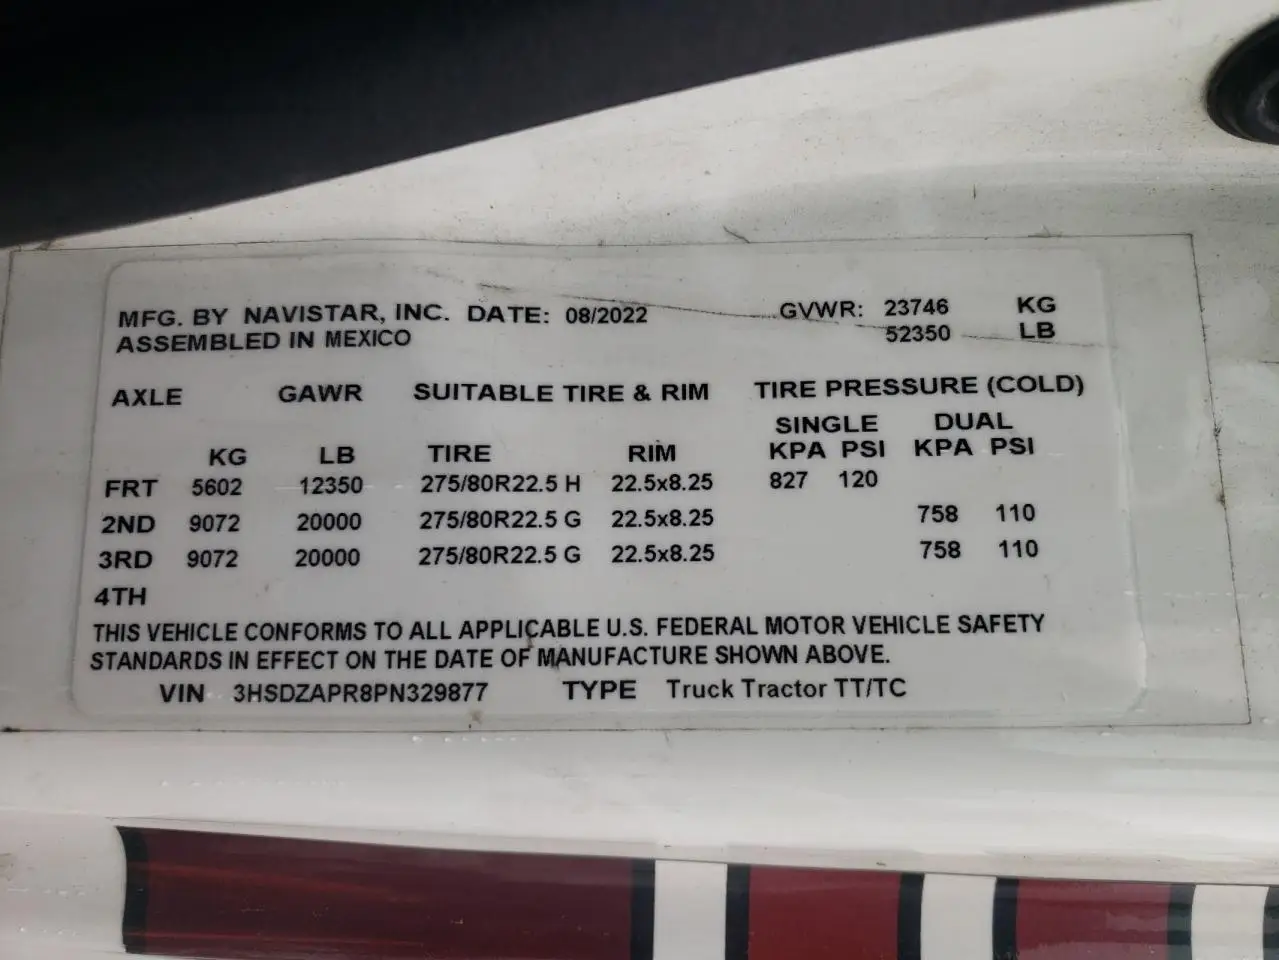 MFG. BY NAVISTAR, INC. DATE: 08/2022 GVWR: 23746 KG
ASSEMBLED IN MEXICO 52350 LB
AXLE GAWR SUITABLE TIRE & RIM TIRE PRESSURE (COLD)
SINGLE DUAL
KG LB TIRE RIM KPA PSI KPA PSI
FRT 5602 12350 275/80R22.5 H 22.5x8.25 827 120
2ND 9072 20000 275/80R22.5 G 22.5x8.25 758 110
3RD 9072 20000 275/80R22.5 G 22.5x8.25 758 110
4TH
THIS VEHICLE CONFORMS TO ALL APPLICABLE U.S. FEDERAL MOTOR VEHICLE SAFETY
STANDARDS IN EFFECT ON THE DATE OF MANUFACTURE SHOWN ABOVE.
VIN 3HSDZAPR8PN329877 TYPE Truck Tractor TT/TC